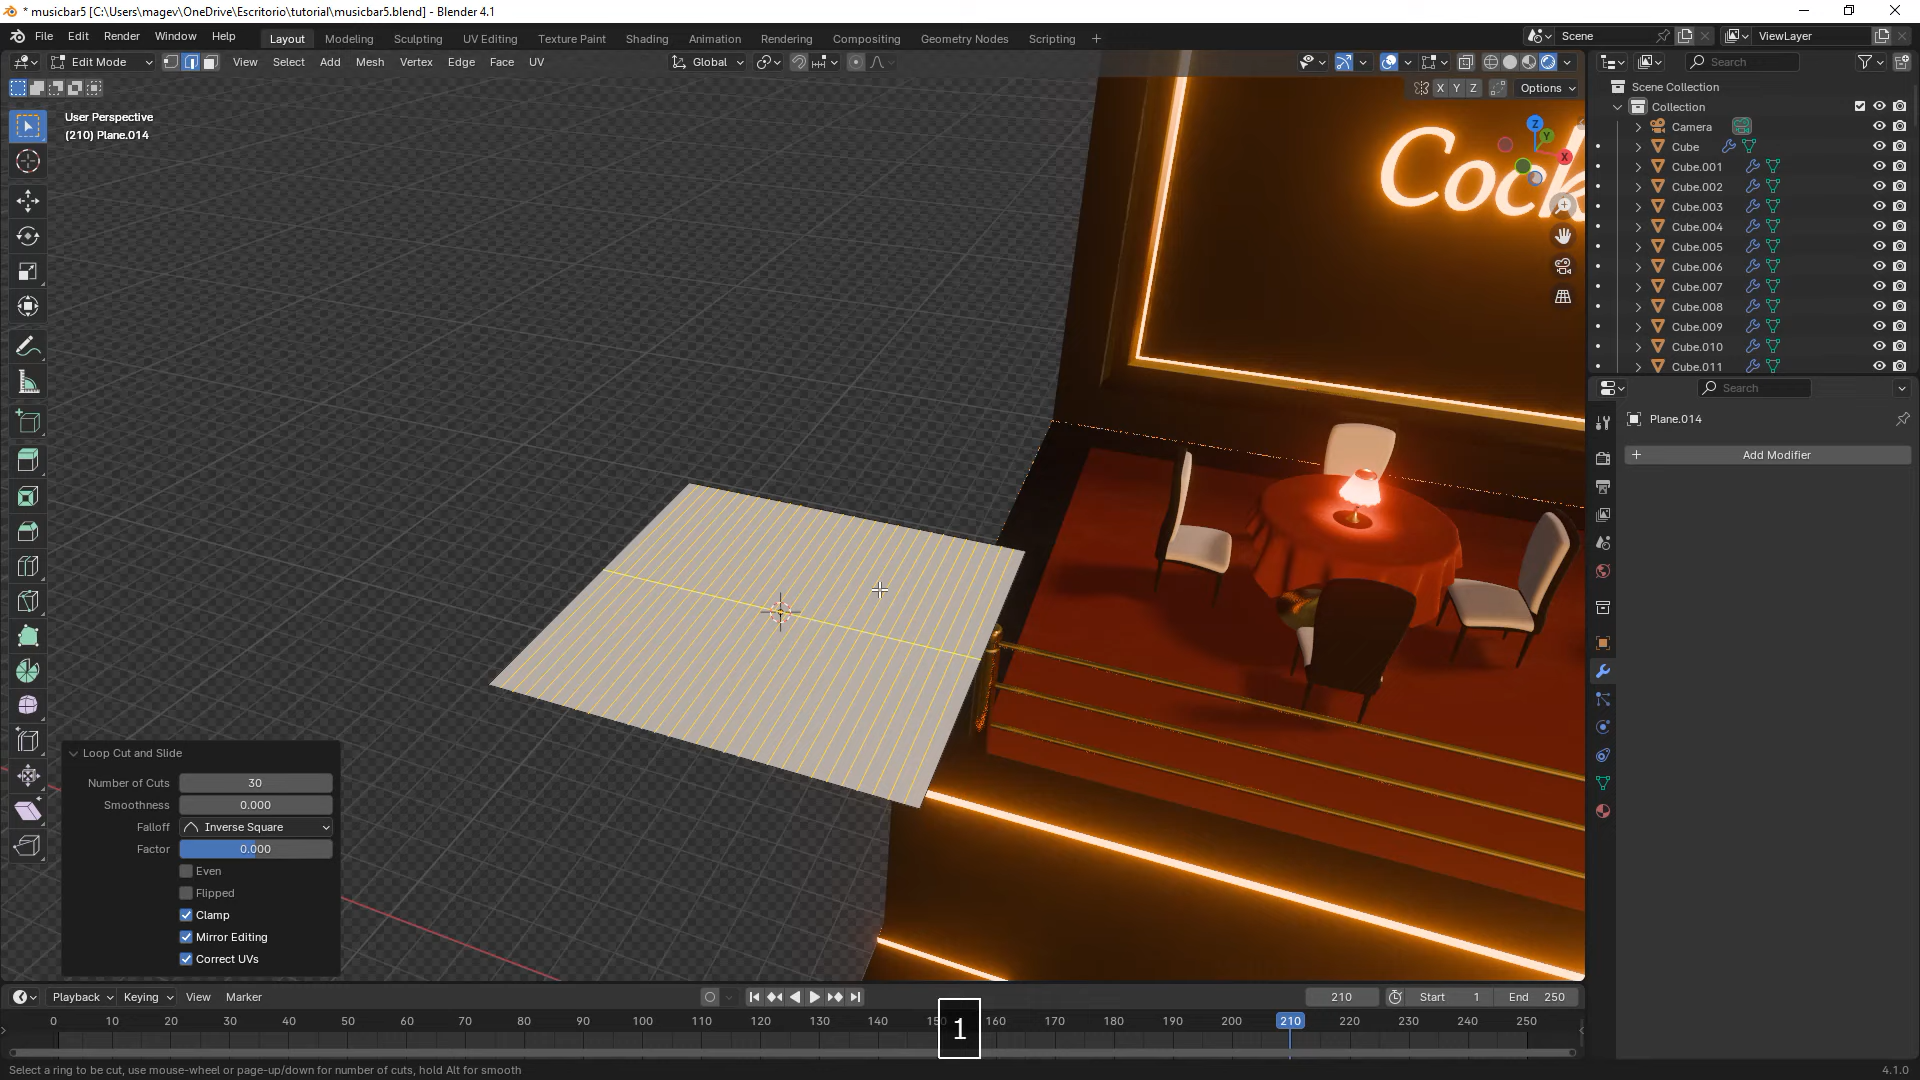 * musicbar5 [C:\Users\magev\OneDrive\Escritorio\tutorial\musicbar5.blend] - Blender 4.1
File Edit Render Window Help
Layout Modeling Sculpting UV Editing Texture Paint Shading Animation Rendering Compositing Geometry Nodes Scripting +
Scene
ViewLayer
Edit Mode View Select Add Mesh Vertex Edge Face UV
Global
X Y Z Options
User Perspective
(210) Plane.014
Cock
Z
Y
X
Search
Scene Collection
Collection
Camera
Cube
Cube.001
Cube.002
Cube.003
Cube.004
Cube.005
Cube.006
Cube.007
Cube.008
Cube.009
Cube.010
Cube.011
Search
Plane.014
+ Add Modifier
Loop Cut and Slide
Number of Cuts 30
Smoothness 0.000
Falloff Inverse Square
Factor 0.000
Even
Flipped
Clamp
Mirror Editing
Correct UVs
Playback Keying View Marker
210 Start 1 End 250
0 10 20 30 40 50 60 70 80 90 100 110 120 130 140 160 170 180 190 200 210 220 230 240 250
1
Select a ring to be cut, use mouse-wheel or page-up/down for number of cuts, hold Alt for smooth
4.1.0